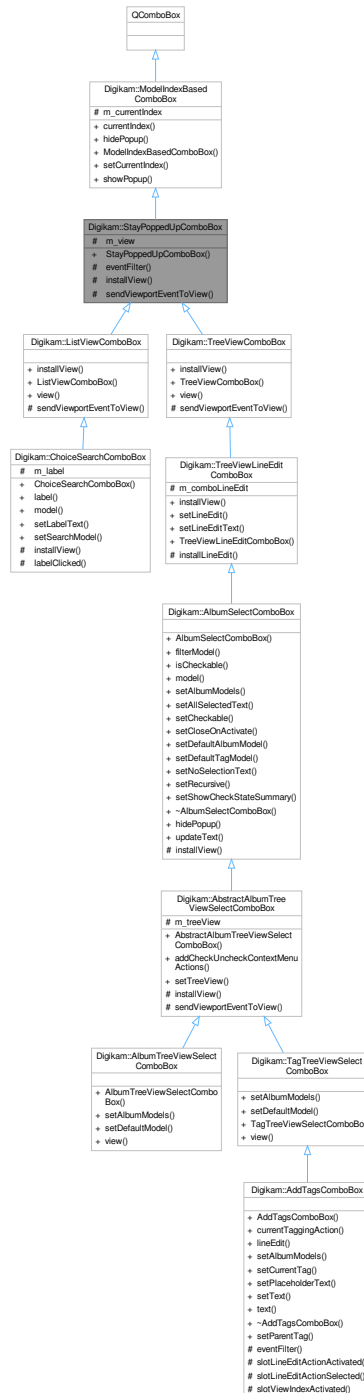 QComboBox
Digikam::ModelIndexBased
ComboBox
# m_currentIndex
+ currentIndex()
+ hidePopup()
+ ModelIndexBasedComboBox()
+ setCurrentIndex()
+ showPopup()
Digikam::StayPoppedUpComboBox
# m_view
+ StayPoppedUpComboBox()
# eventFilter()
# installView()
# sendViewportEventToView()
Digikam::ListViewComboBox
+ installView()
+ ListViewComboBox()
+ view()
# sendViewportEventToView()
Digikam::TreeViewComboBox
+ installView()
+ TreeViewComboBox()
+ view()
# sendViewportEventToView()
Digikam::ChoiceSearchComboBox
# m_label
+ ChoiceSearchComboBox()
+ label()
+ model()
+ setLabelText()
+ setSearchModel()
# installView()
# labelClicked()
Digikam::TreeViewLineEdit
ComboBox
# m_comboLineEdit
+ installView()
+ setLineEdit()
+ setLineEditText()
+ TreeViewLineEditComboBox()
# installLineEdit()
Digikam::AlbumSelectComboBox
+ AlbumSelectComboBox()
+ filterModel()
+ isCheckable()
+ model()
+ setAlbumModels()
+ setAllSelectedText()
+ setCheckable()
+ setCloseOnActivate()
+ setDefaultAlbumModel()
+ setDefaultTagModel()
+ setNoSelectionText()
+ setRecursive()
+ setShowCheckStateSummary()
+ ~AlbumSelectComboBox()
+ hidePopup()
+ updateText()
# installView()
Digikam::AbstractAlbumTree
ViewSelectComboBox
# m_treeView
+ AbstractAlbumTreeViewSelect
ComboBox()
+ addCheckUncheckContextMenu
Actions()
+ setTreeView()
# installView()
# sendViewportEventToView()
Digikam::AlbumTreeViewSelect
ComboBox
+ AlbumTreeViewSelectCombo
Box()
+ setAlbumModels()
+ setDefaultModel()
+ view()
Digikam::TagTreeViewSelect
ComboBox
+ setAlbumModels()
+ setDefaultModel()
+ TagTreeViewSelectComboBo
+ view()
Digikam::AddTagsComboBox
+ AddTagsComboBox()
+ currentTaggingAction()
+ lineEdit()
+ setAlbumModels()
+ setCurrentTag()
+ setPlaceholderText()
+ setText()
+ text()
+ ~AddTagsComboBox()
+ setParentTag()
# eventFilter()
# slotLineEditActionActivated()
# slotLineEditActionSelected()
# slotViewIndexActivated()